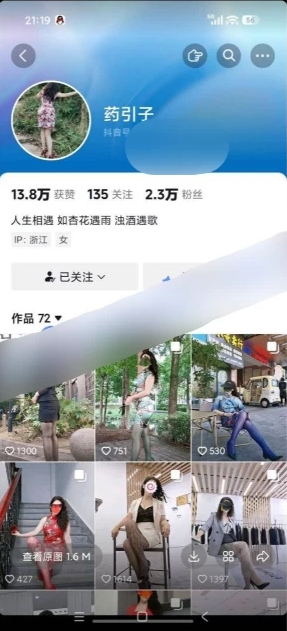 21:19
5G
54
药引子
抖音号
13.8万 获赞 135 关注 2.3万 粉丝
人生相遇 如杏花遇雨 浊酒遇歌
IP: 浙江 女
已关注
作品 72
1300
751
530
427
1614
1397
查看原图 1.6 M